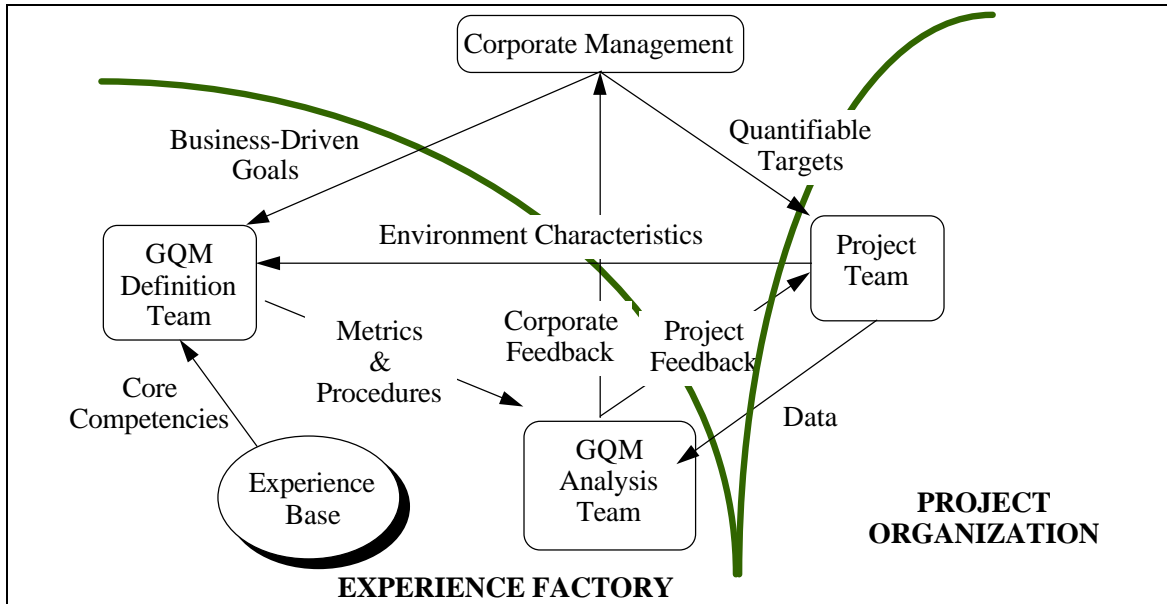 Corporate Management
Business-Driven
Goals
Quantifiable
Targets
Environment Characteristics
GQM
Definition
Team
Project
Team
Metrics
&
Procedures
Corporate
Feedback
Project
Feedback
Core
Competencies
Data
Experience
Base
GQM
Analysis
Team
PROJECT
ORGANIZATION
EXPERIENCE FACTORY